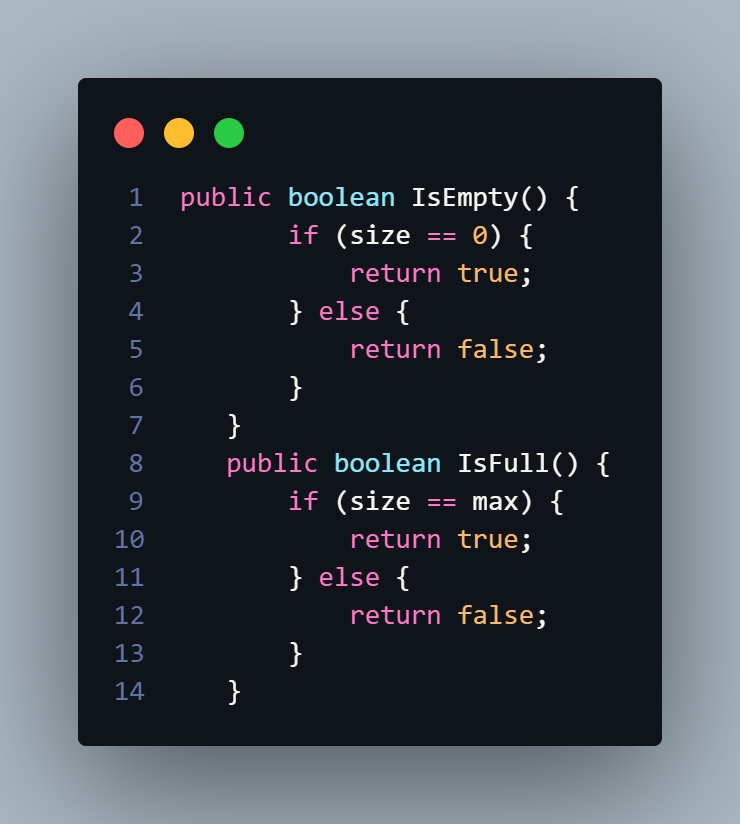 1 public boolean IsEmpty() {
2 if (size == 0) {
3 return true;
4 } else {
5 return false;
6 }
7 }
8 public boolean IsFull() {
9 if (size == max) {
10 return true;
11 } else {
12 return false;
13 }
14 }